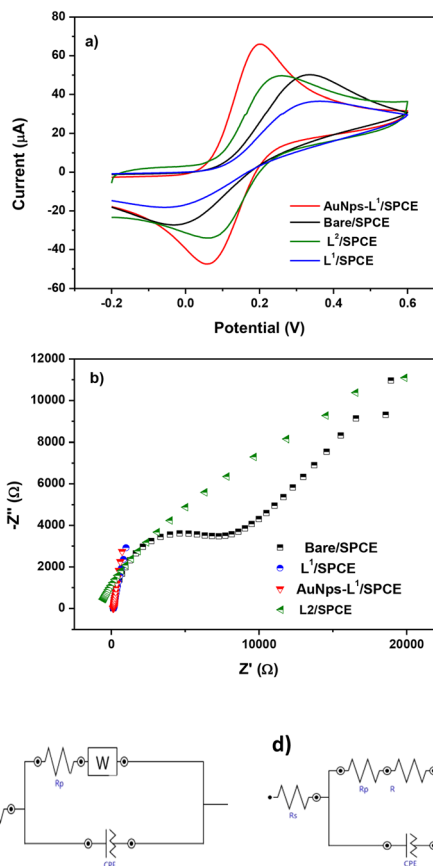 80
a)
60
40
20
0
-20
-40
-60
Current (µA)
AuNps-L¹/SPCE
Bare/SPCE
L²/SPCE
L¹/SPCE
-0.2 0.0 0.2 0.4 0.6
Potential (V)
12000
b)
10000
8000
6000
4000
2000
0
-Z'' (Ω)
Bare/SPCE
L¹/SPCE
AuNps-L¹/SPCE
L2/SPCE
0 10000 20000
Z' (Ω)
d)
W
Rp
CPE
Rs
Rp R
CPE